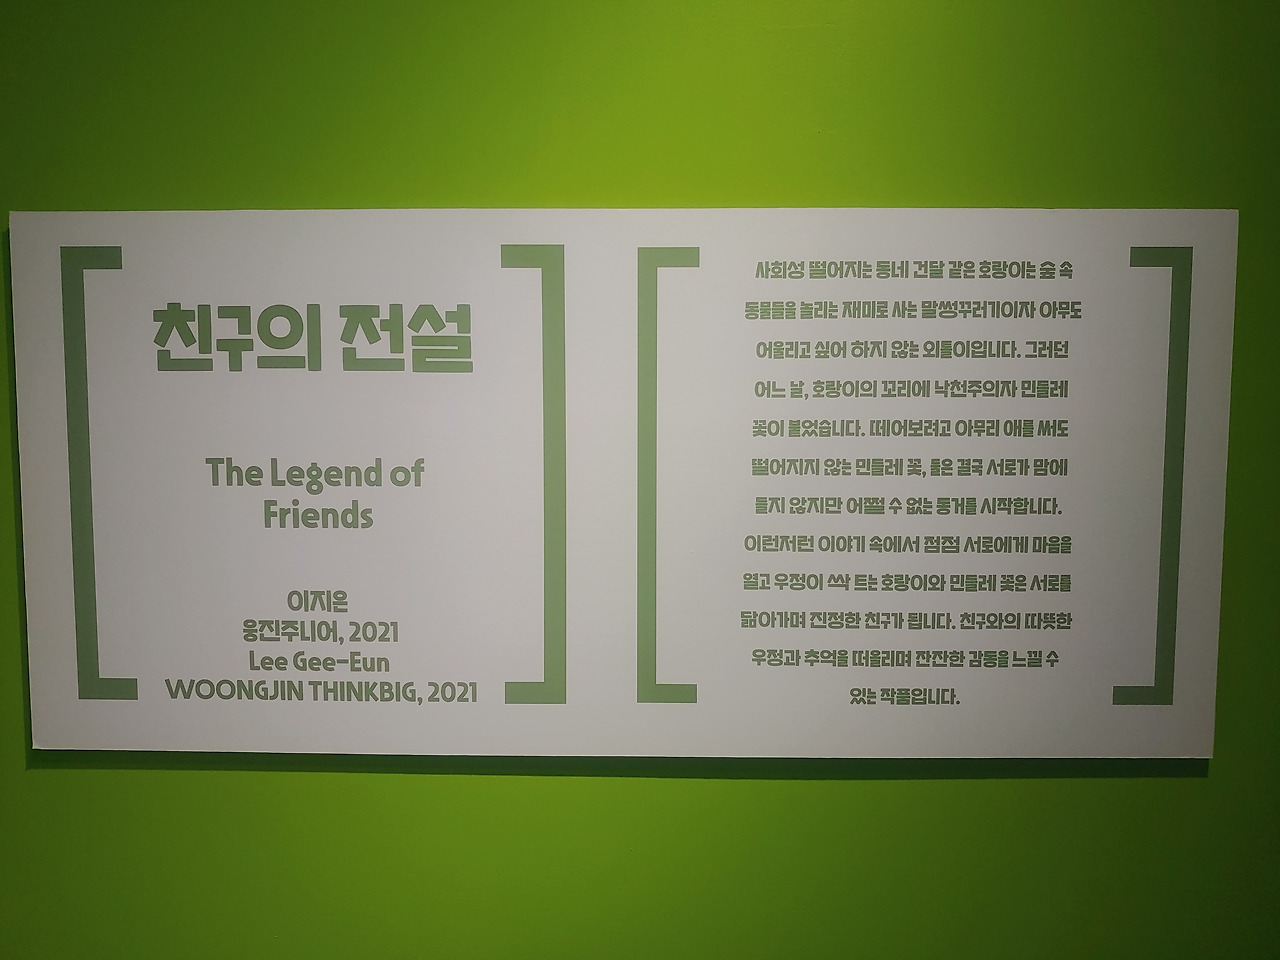 친구의 전설
The Legend of
Friends
이지은
웅진주니어, 2021
Lee Gee-Eun
WOONGJIN THINKBIG, 2021
사회성 떨어지는 동네 건달 같은 호랑이는 숲 속
동물들을 놀리는 재미로 사는 말썽꾸러기이자 아무도
어울리고 싶어 하지 않는 외톨이입니다. 그러던
어느 날, 호랑이의 꼬리에 낙천주의자 민들레
꽃이 붙었습니다. 떼어보려고 아무리 애를 써도
떨어지지 않는 민들레 꽃, 둘은 결국 서로가 맘에
들지 않지만 어쩔 수 없는 동거를 시작합니다.
이런저런 이야기 속에서 점점 서로에게 마음을
열고 우정이 싹 트는 호랑이와 민들레 꽃은 서로를
닮아가며 진정한 친구가 됩니다. 친구와의 따뜻한
우정과 추억을 떠올리며 잔잔한 감동을 느낄 수
있는 작품입니다.